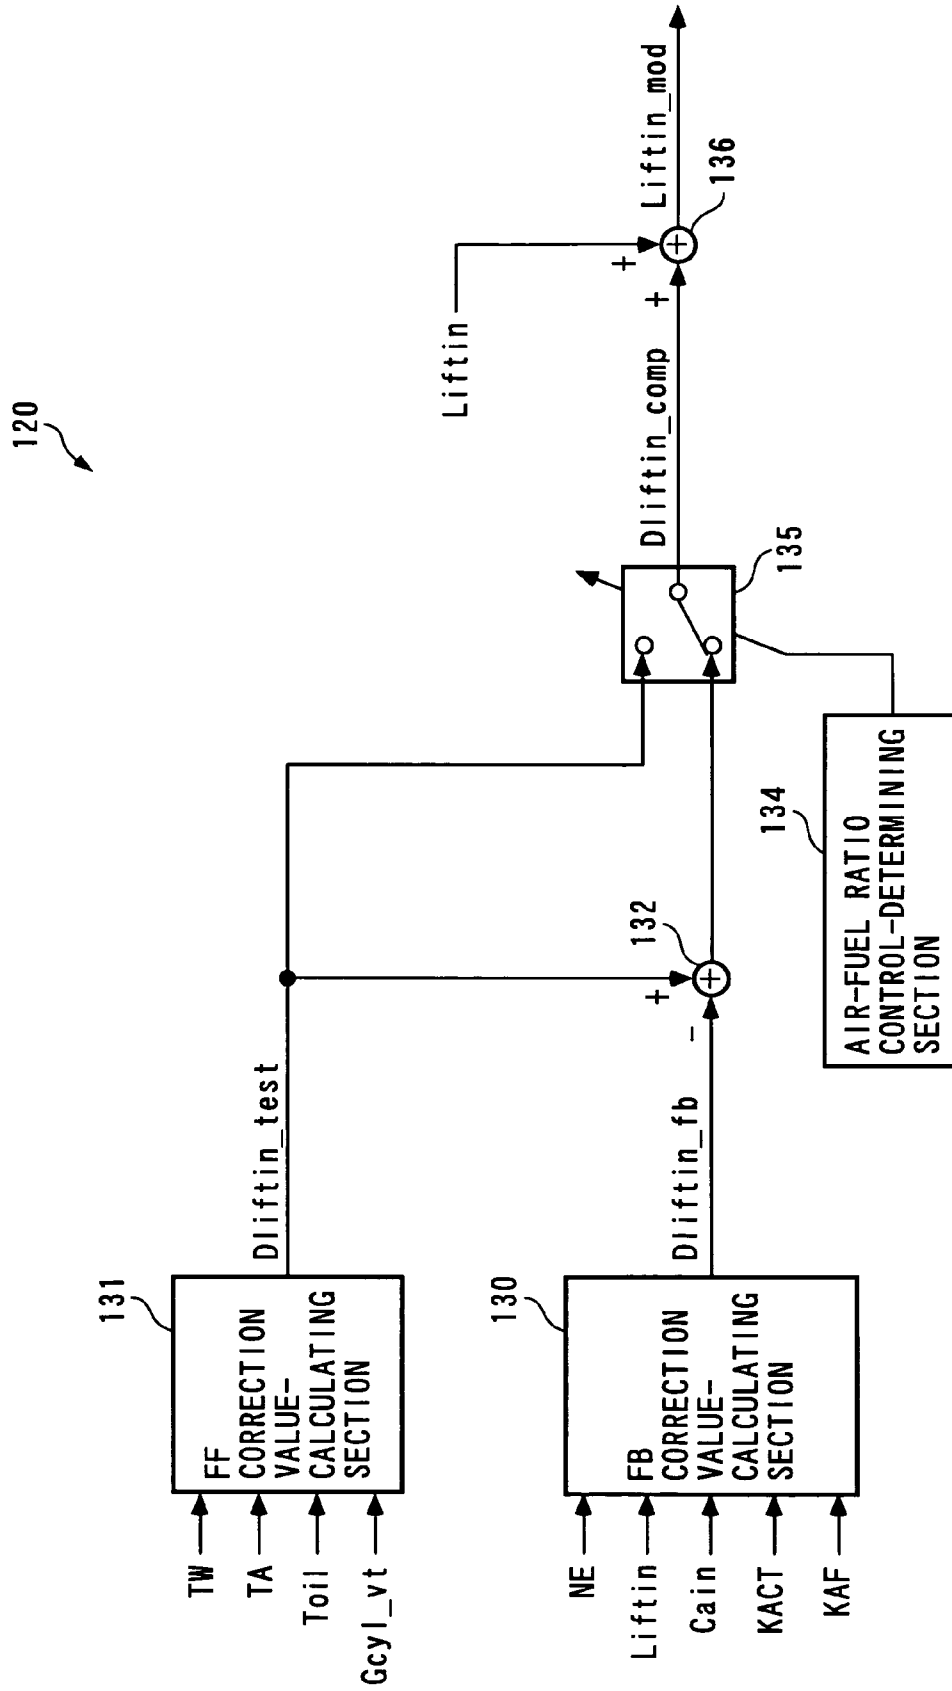 120
131
FF
CORRECTION
VALUE-
CALCULATING
SECTION
TW
TA
Toil
Gcyl_vt
Dliftin_test
130
FB
CORRECTION
VALUE-
CALCULATING
SECTION
NE
Liftin
Cain
KACT
KAF
Dliftin_fb
132
+
-
+
134
AIR-FUEL RATIO
CONTROL-DETERMINING
SECTION
135
Dliftin_comp
Liftin
+
+
+
136
Liftin_mod